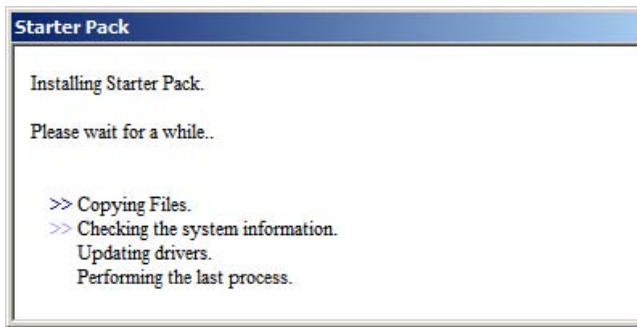 Starter Pack
Installing Starter Pack.
Please wait for a while..
>> Copying Files.
>> Checking the system information.
Updating drivers.
Performing the last process.